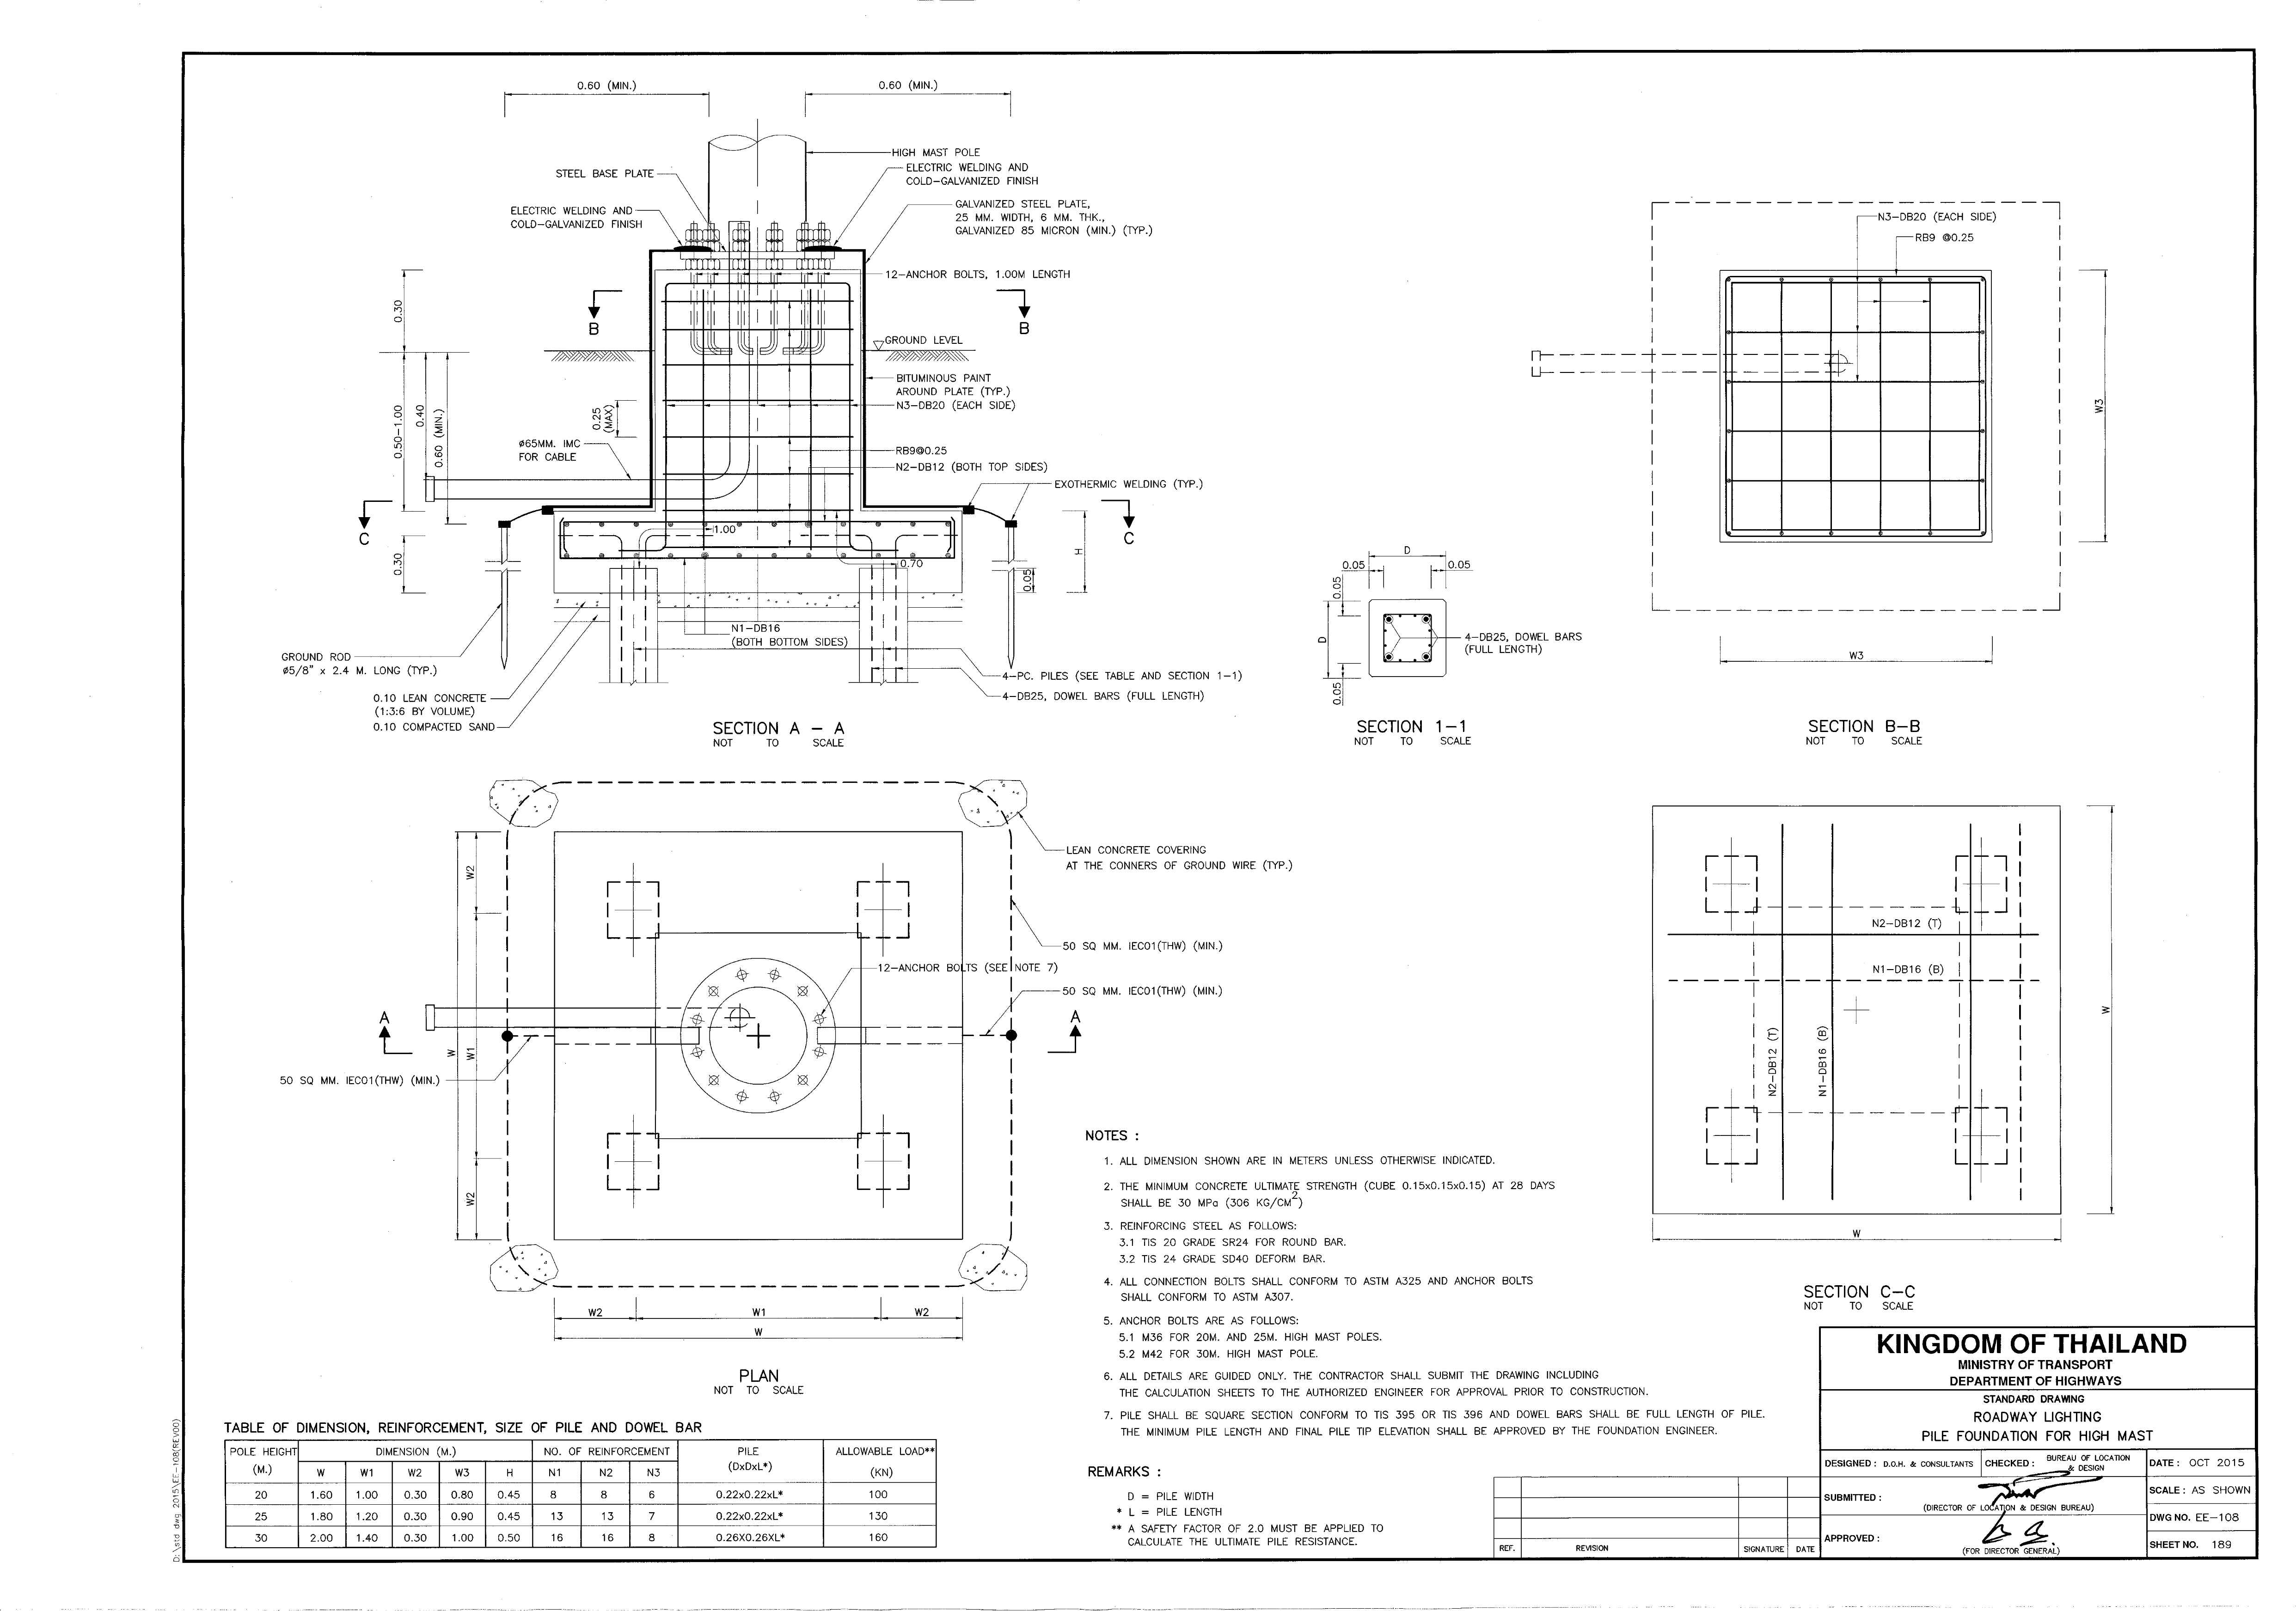 0.60 (MIN.)
0.60 (MIN.)
HIGH MAST POLE
ELECTRIC WELDING AND
COLD-GALVANIZED FINISH
STEEL BASE PLATE
GALVANIZED STEEL PLATE,
25 MM. WIDTH, 6 MM. THK.,
GALVANIZED 85 MICRON (MIN.) (TYP.)
ELECTRIC WELDING AND
COLD-GALVANIZED FINISH
12-ANCHOR BOLTS, 1.00M LENGTH
0.30
B
B
GROUND LEVEL
BITUMINOUS PAINT
AROUND PLATE (TYP.)
N3-DB20 (EACH SIDE)
0.50-1.00
0.40
0.60 (MIN.)
0.25
(MAX)
Ø65MM. IMC
FOR CABLE
RB9@0.25
N2-DB12 (BOTH TOP SIDES)
EXOTHERMIC WELDING (TYP.)
C
C
1.00
0.30
0.70
0.05
H
N1-DB16
(BOTH BOTTOM SIDES)
GROUND ROD
Ø5/8" x 2.4 M. LONG (TYP.)
4-PC. PILES (SEE TABLE AND SECTION 1-1)
4-DB25, DOWEL BARS (FULL LENGTH)
0.10 LEAN CONCRETE
(1:3:6 BY VOLUME)
0.10 COMPACTED SAND
SECTION A - A
NOT TO SCALE
D
0.05
0.05
0.05
D
0.05
4-DB25, DOWEL BARS
(FULL LENGTH)
SECTION 1-1
NOT TO SCALE
N3-DB20 (EACH SIDE)
RB9 @0.25
W3
W3
SECTION B-B
NOT TO SCALE
LEAN CONCRETE COVERING
AT THE CONNERS OF GROUND WIRE (TYP.)
W2
50 SQ MM. IEC01(THW) (MIN.)
12-ANCHOR BOLTS (SEE NOTE 7)
50 SQ MM. IEC01(THW) (MIN.)
A
A
W
W1
50 SQ MM. IEC01(THW) (MIN.)
W2
W2
W1
W2
W
PLAN
NOT TO SCALE
N2-DB12 (T)
N1-DB16 (B)
N2-DB12 (T)
N1-DB16 (B)
W
W
SECTION C-C
NOT TO SCALE
NOTES :
1. ALL DIMENSION SHOWN ARE IN METERS UNLESS OTHERWISE INDICATED.
2. THE MINIMUM CONCRETE ULTIMATE STRENGTH (CUBE 0.15x0.15x0.15) AT 28 DAYS
SHALL BE 30 MPa (306 KG/CM2)
3. REINFORCING STEEL AS FOLLOWS:
3.1 TIS 20 GRADE SR24 FOR ROUND BAR.
3.2 TIS 24 GRADE SD40 DEFORM BAR.
4. ALL CONNECTION BOLTS SHALL CONFORM TO ASTM A325 AND ANCHOR BOLTS
SHALL CONFORM TO ASTM A307.
5. ANCHOR BOLTS ARE AS FOLLOWS:
5.1 M36 FOR 20M. AND 25M. HIGH MAST POLES.
5.2 M42 FOR 30M. HIGH MAST POLE.
6. ALL DETAILS ARE GUIDED ONLY. THE CONTRACTOR SHALL SUBMIT THE DRAWING INCLUDING
THE CALCULATION SHEETS TO THE AUTHORIZED ENGINEER FOR APPROVAL PRIOR TO CONSTRUCTION.
7. PILE SHALL BE SQUARE SECTION CONFORM TO TIS 395 OR TIS 396 AND DOWEL BARS SHALL BE FULL LENGTH OF PILE.
THE MINIMUM PILE LENGTH AND FINAL PILE TIP ELEVATION SHALL BE APPROVED BY THE FOUNDATION ENGINEER.
REMARKS :
D = PILE WIDTH
* L = PILE LENGTH
** A SAFETY FACTOR OF 2.0 MUST BE APPLIED TO
CALCULATE THE ULTIMATE PILE RESISTANCE.
TABLE OF DIMENSION, REINFORCEMENT, SIZE OF PILE AND DOWEL BAR
POLE HEIGHT (M.) DIMENSION (M.) NO. OF REINFORCEMENT PILE (DxDxL*) ALLOWABLE LOAD** (KN)
W W1 W2 W3 H N1 N2 N3
20 1.60 1.00 0.30 0.80 0.45 8 8 6 0.22x0.22xL* 100
25 1.80 1.20 0.30 0.90 0.45 13 13 7 0.22x0.22xL* 130
30 2.00 1.40 0.30 1.00 0.50 16 16 8 0.26X0.26XL* 160
D:\std dwg 2015\EE-108(REV00)
REF. REVISION SIGNATURE DATE
KINGDOM OF THAILAND
MINISTRY OF TRANSPORT
DEPARTMENT OF HIGHWAYS
STANDARD DRAWING
ROADWAY LIGHTING
PILE FOUNDATION FOR HIGH MAST
DESIGNED : D.O.H. & CONSULTANTS CHECKED : BUREAU OF LOCATION & DESIGN DATE : OCT 2015
SUBMITTED :
(DIRECTOR OF LOCATION & DESIGN BUREAU)
SCALE : AS SHOWN
DWG NO. EE-108
APPROVED :
(FOR DIRECTOR GENERAL)
SHEET NO. 189